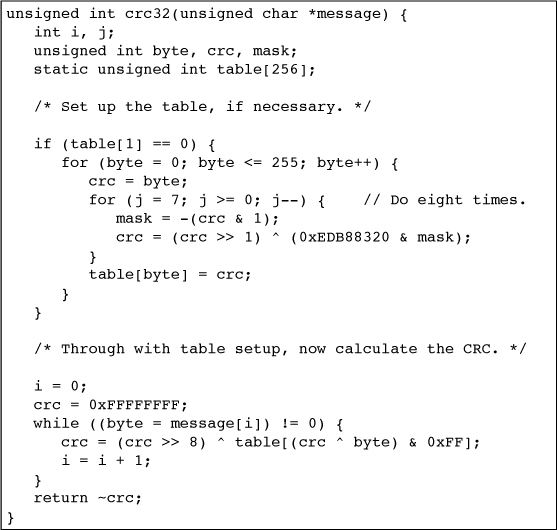 unsigned int crc32(unsigned char *message) {
   int i, j;
   unsigned int byte, crc, mask;
   static unsigned int table[256];

   /* Set up the table, if necessary. */

   if (table[1] == 0) {
      for (byte = 0; byte <= 255; byte++) {
         crc = byte;
         for (j = 7; j >= 0; j--) {    // Do eight times.
            mask = -(crc & 1);
            crc = (crc >> 1) ^ (0xEDB88320 & mask);
         }
         table[byte] = crc;
      }
   }

   /* Through with table setup, now calculate the CRC. */

   i = 0;
   crc = 0xFFFFFFFF;
   while ((byte = message[i]) != 0) {
      crc = (crc >> 8) ^ table[(crc ^ byte) & 0xFF];
      i = i + 1;
   }
   return ~crc;
}